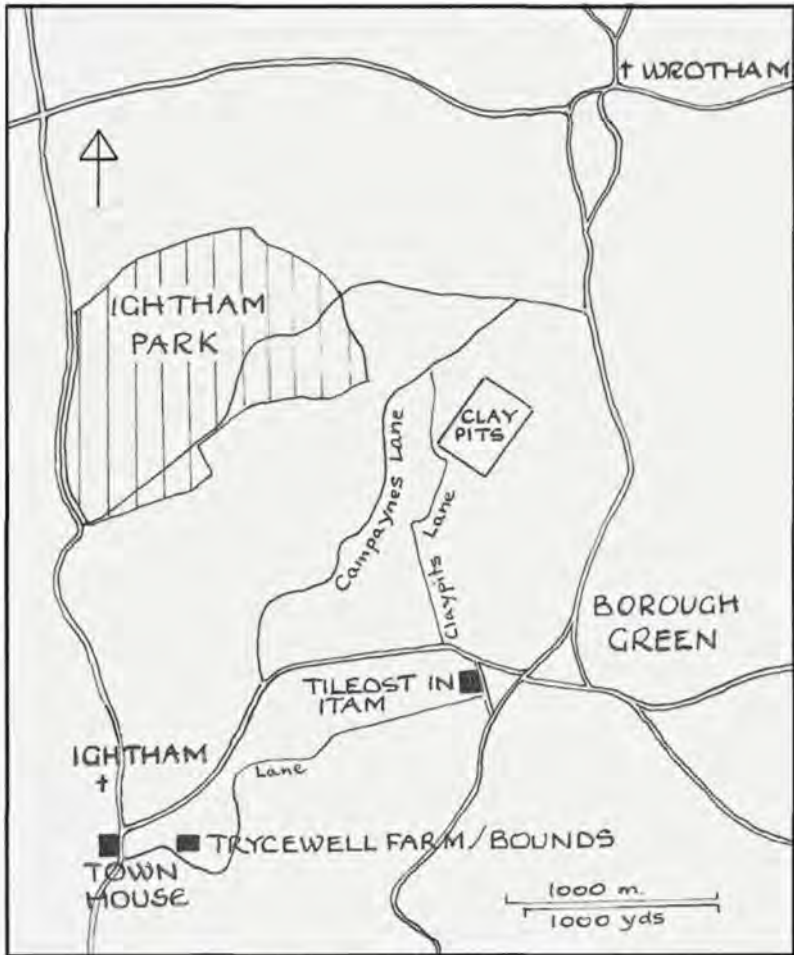 † WROTHAM
IGHTHAM
PARK
CLAY
PITS
Campaynes Lane
Claypits Lane
BOROUGH
GREEN
TILEOST IN
ITAM
IGHTHAM
†
Lane
TRYCEWELL FARM/BOUNDS
TOWN
HOUSE
1000 m.
1000 yds